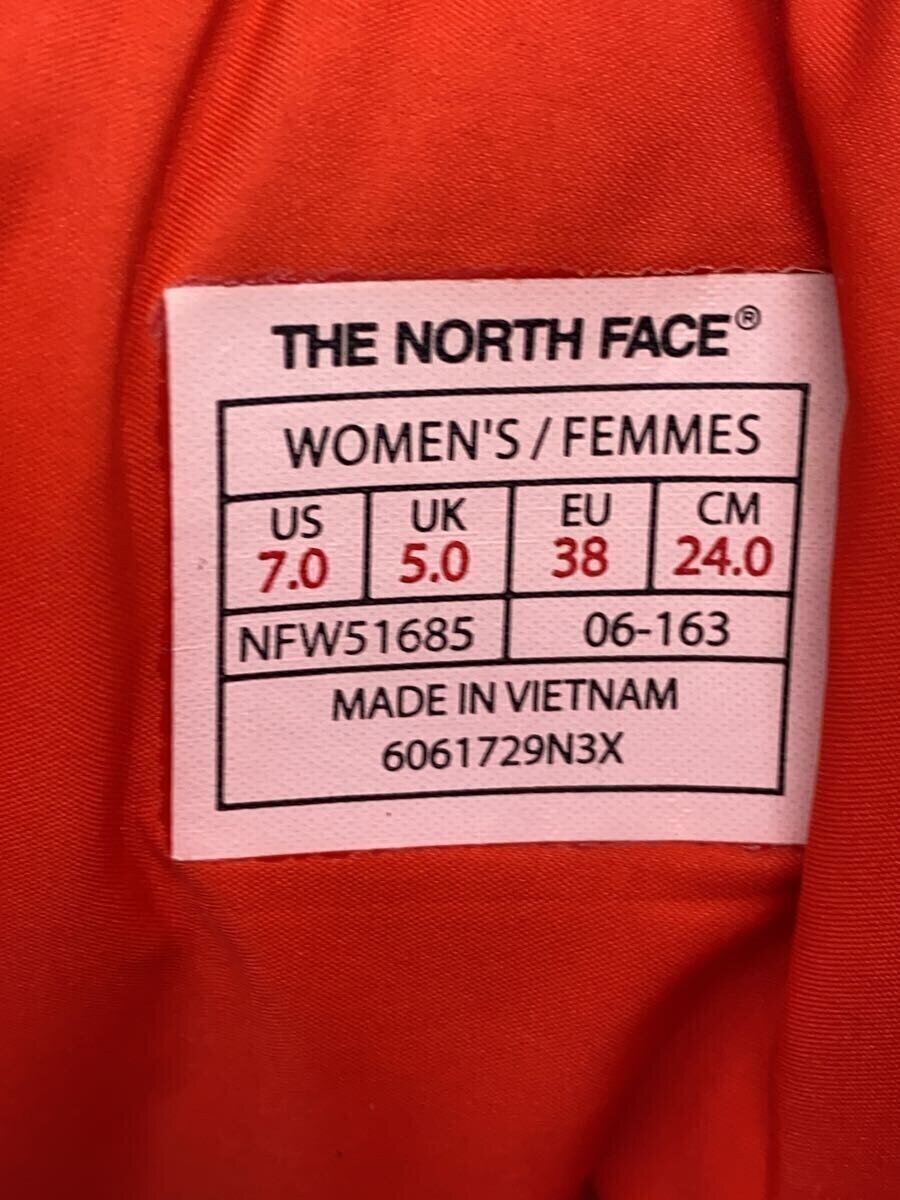 THE NORTH FACE®
WOMEN'S / FEMMES
US UK EU CM
7.0 5.0 38 24.0
NFW51685 06-163
MADE IN VIETNAM
6061729N3X